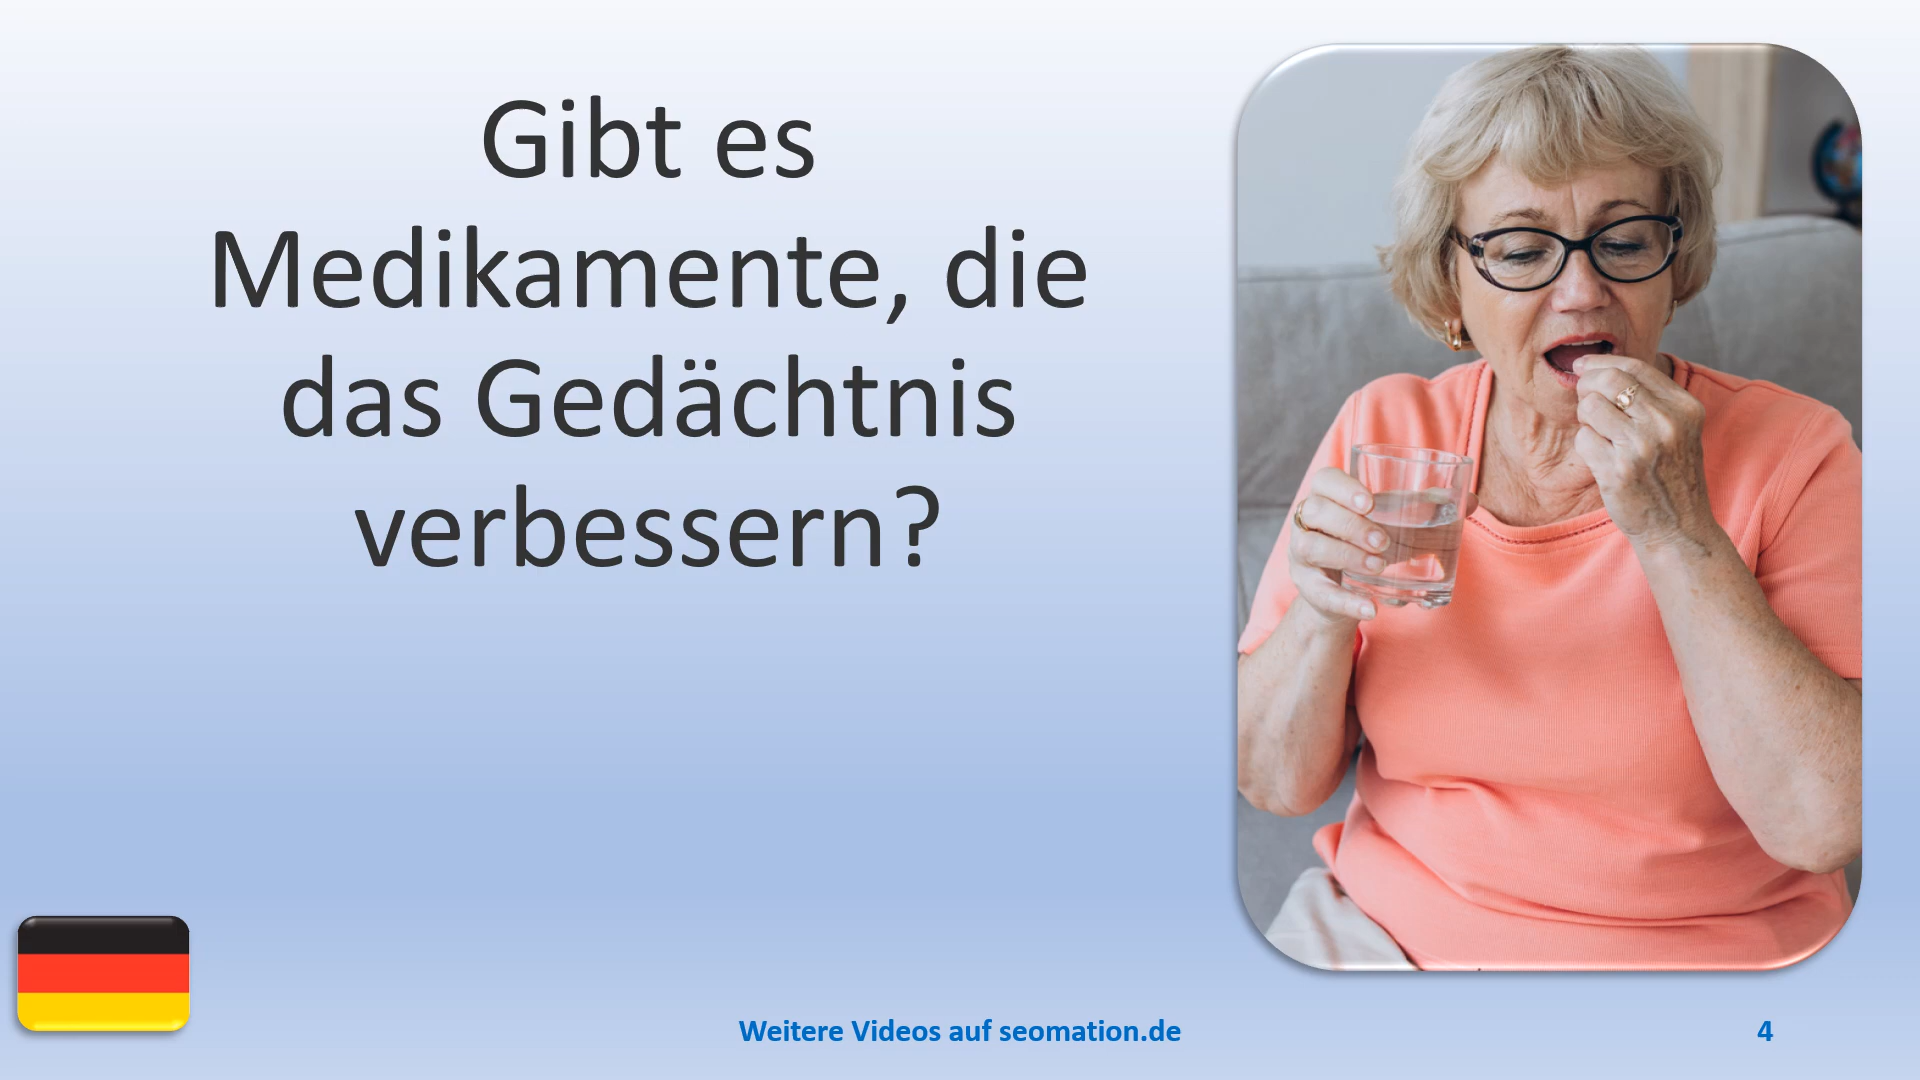 Gibt es
Medikamente, die
das Gedächtnis
verbessern?
Weitere Videos auf seomation.de
4